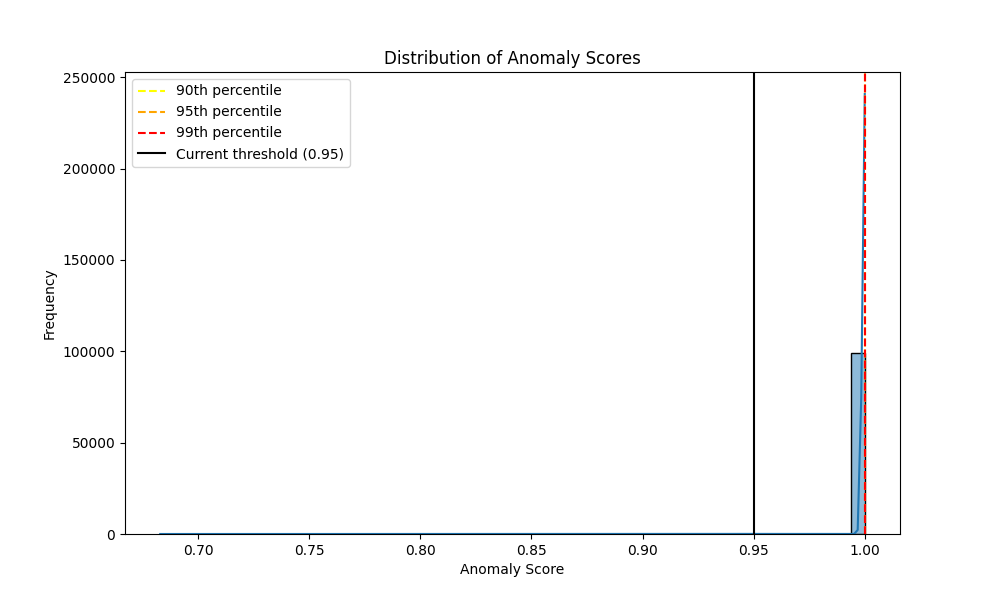 Distribution of Anomaly Scores
250000
200000
150000
100000
50000
0
Frequency
90th percentile
95th percentile
99th percentile
Current threshold (0.95)
0.70 0.75 0.80 0.85 0.90 0.95 1.00
Anomaly Score